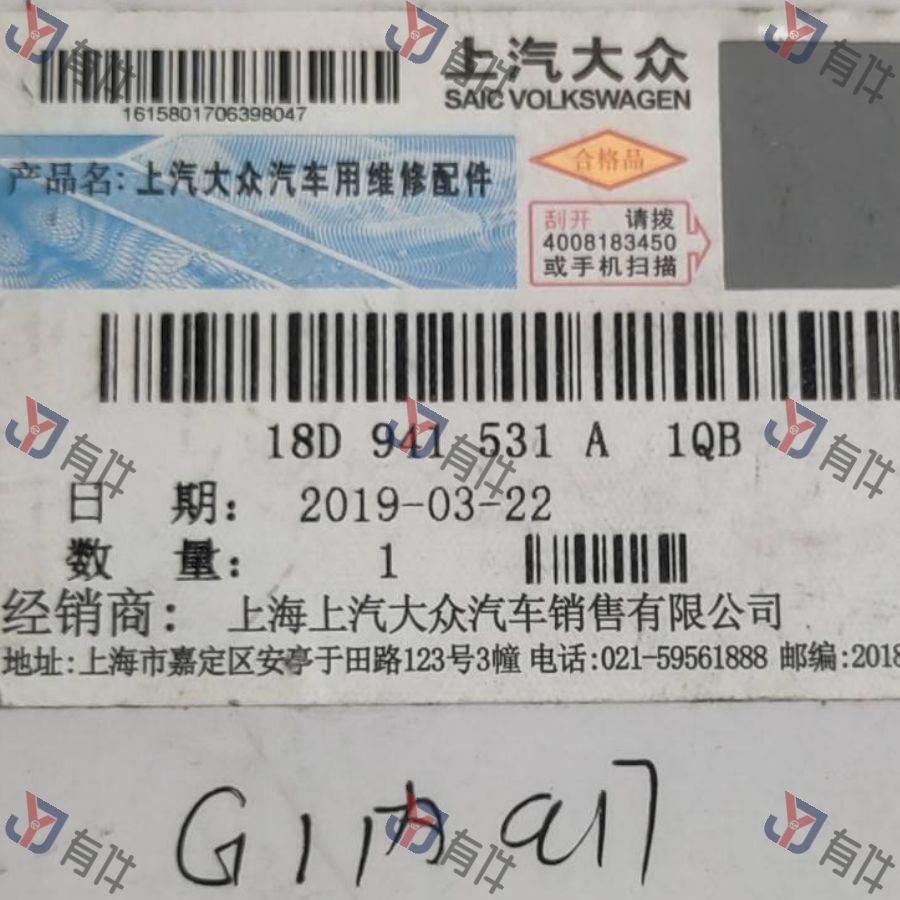 上汽大众
SAIC VOLKSWAGEN
1615801706398047
产品名:上汽大众汽车用维修配件
合格品
刮开 请拨
4008183450
或手机扫描
18D 941 531 A 1QB
日 期: 2019-03-22
数 量: 1
经销商: 上海上汽大众汽车销售有限公司
地址:上海市嘉定区安亭于田路123号3幢 电话:021-59561888 邮编:2018
有件